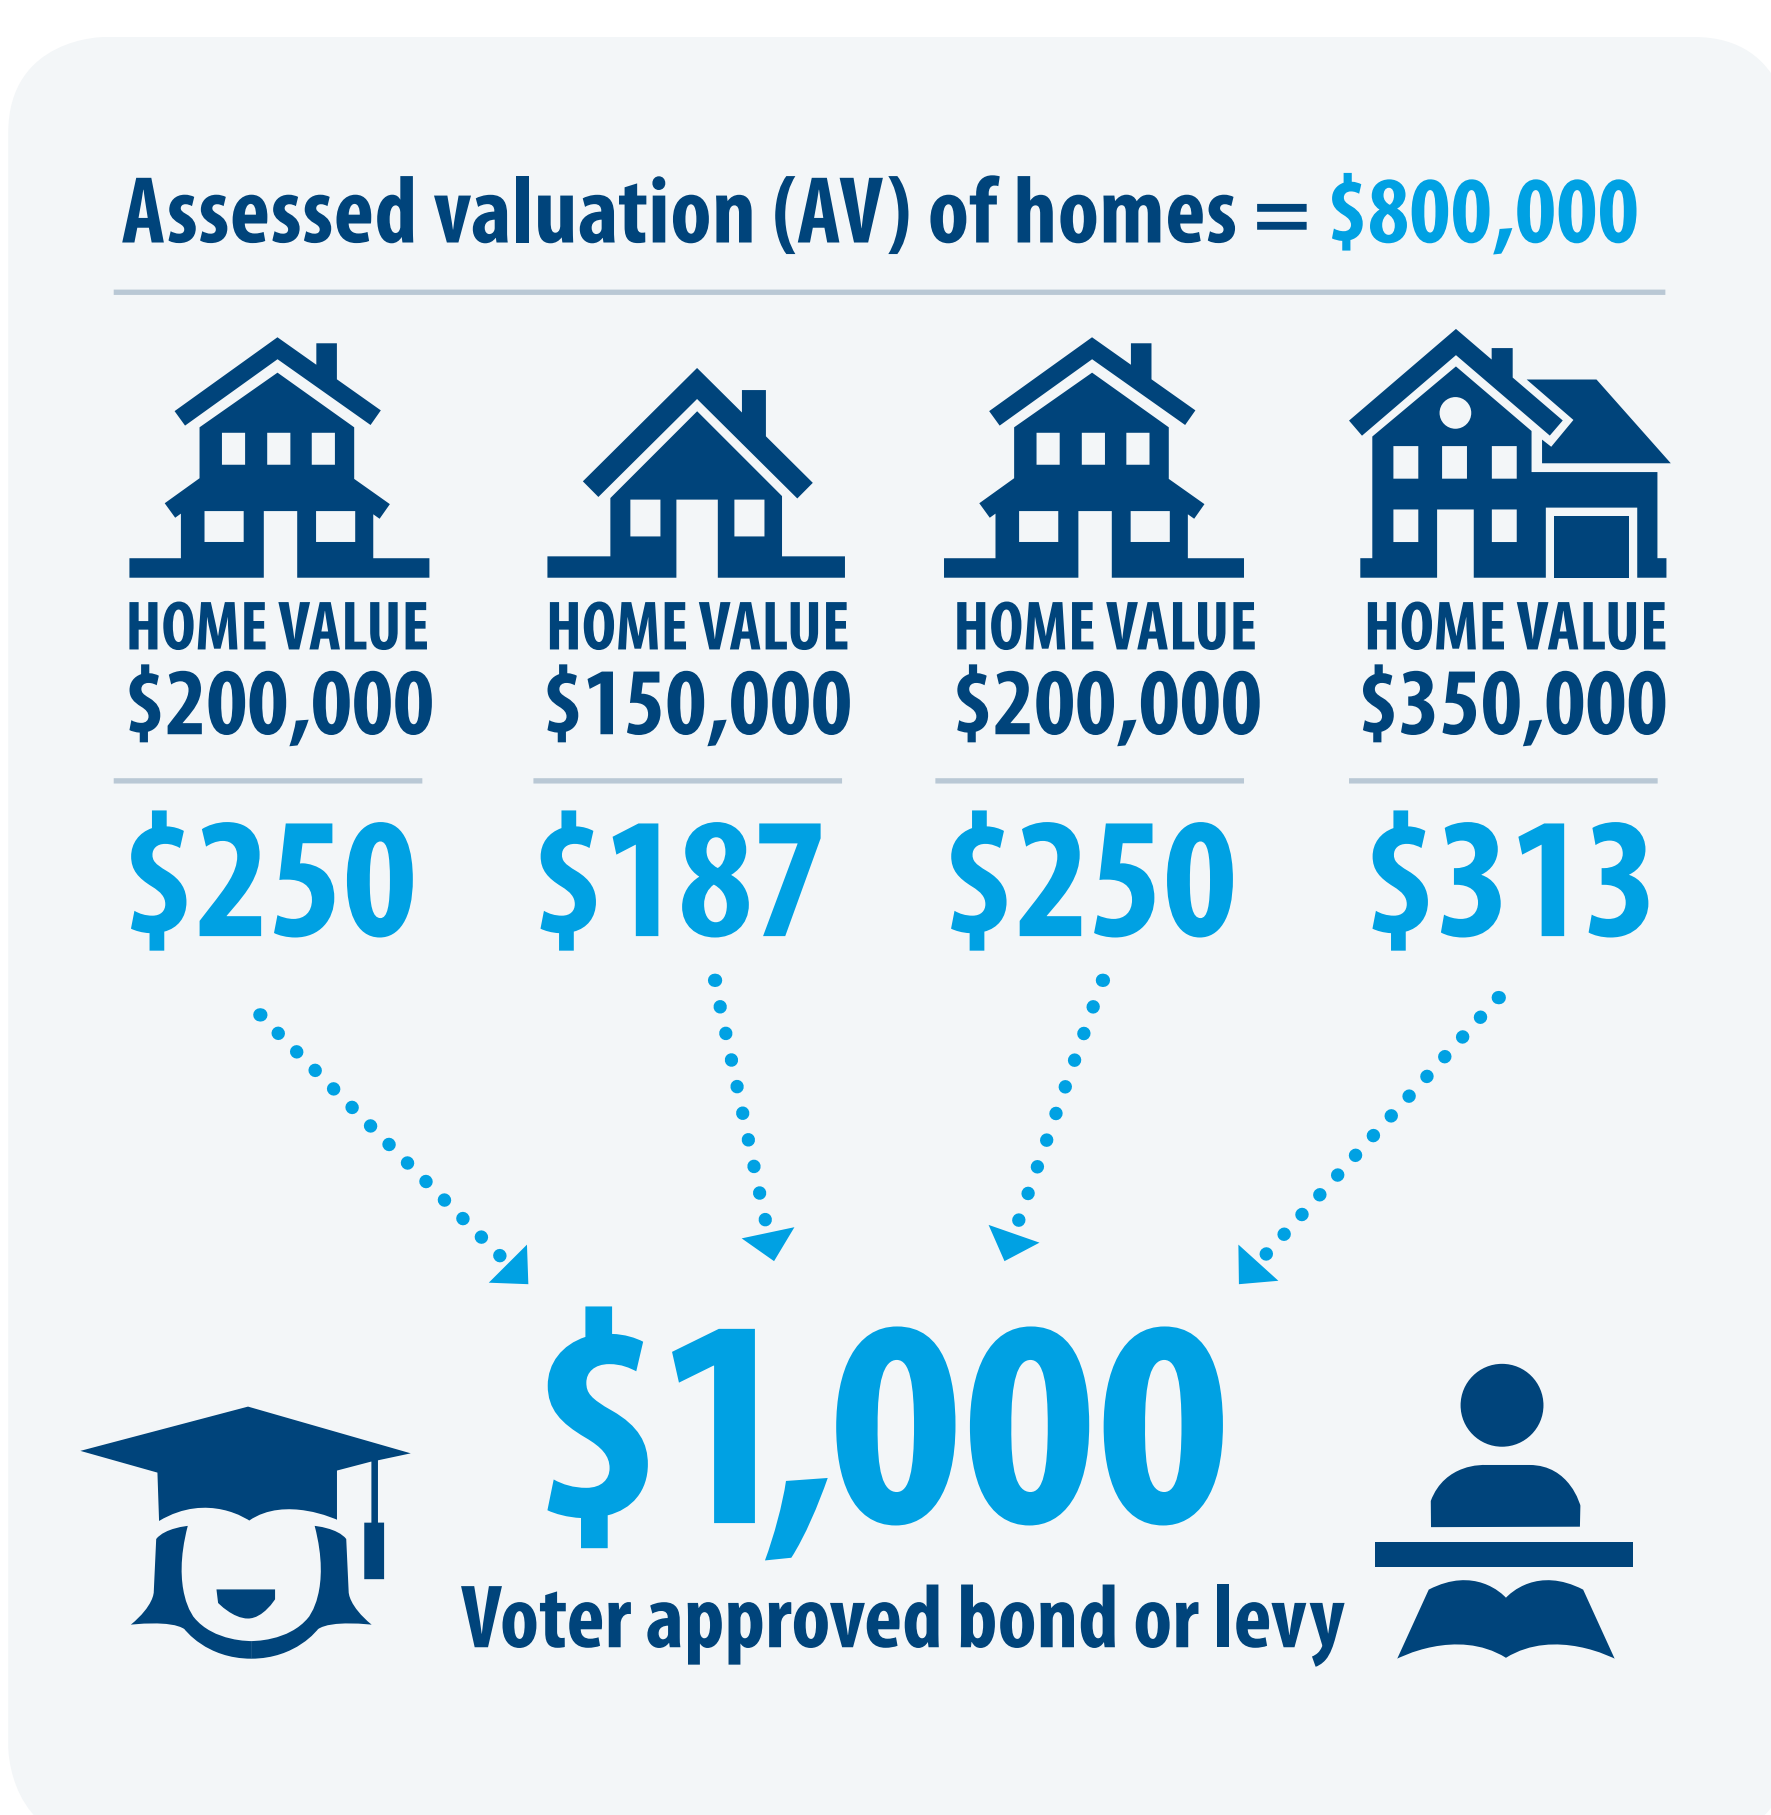 Assessed valuation (AV) of homes = $800,000
HOME VALUE
$200,000
HOME VALUE
$150,000
HOME VALUE
$200,000
HOME VALUE
$350,000
$250
$187
$250
$313
$1,000
Voter approved bond or levy